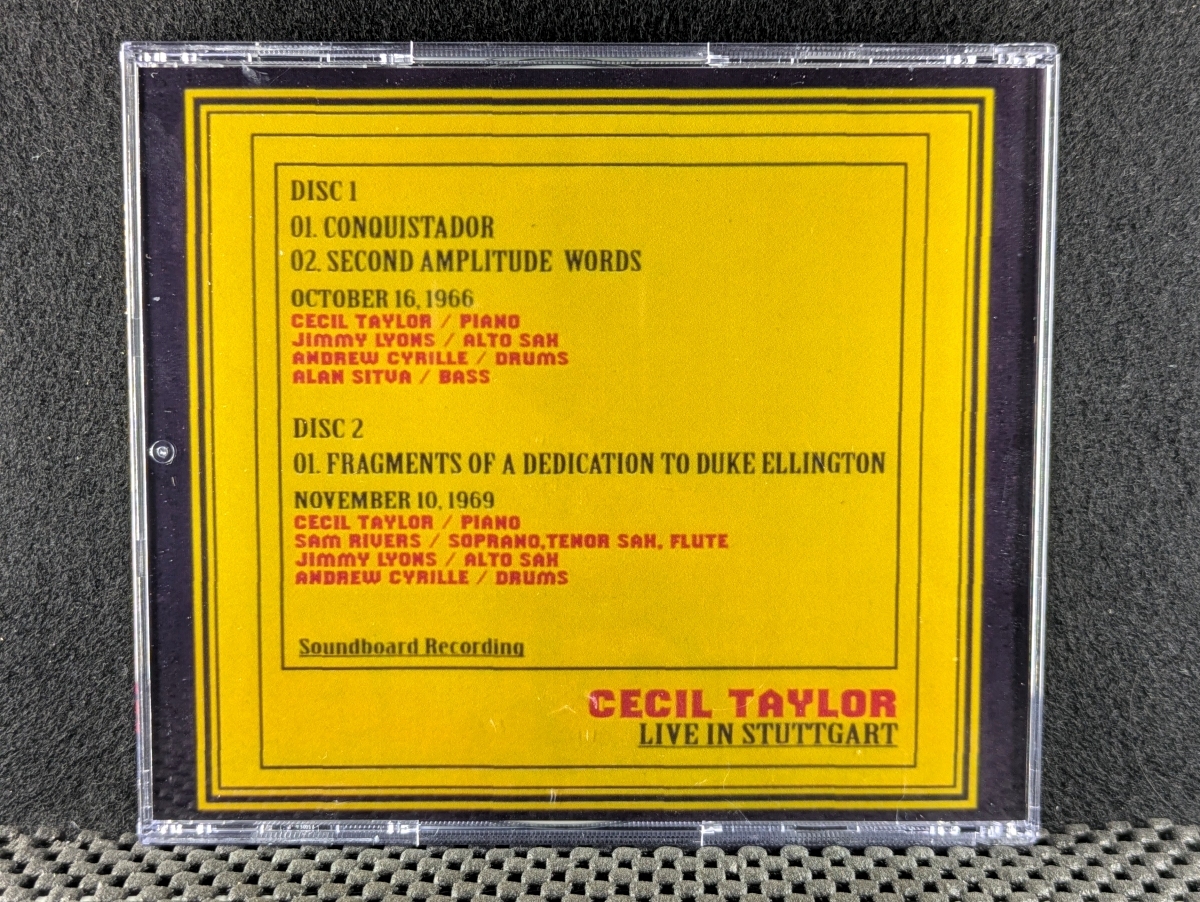 DISC 1
01. CONQUISTADOR
02. SECOND AMPLITUDE WORDS
OCTOBER 16, 1966
CECIL TAYLOR / PIANO
JIMMY LYONS / ALTO SAX
ANDREW CYRILLE / DRUMS
ALAN SITVA / BASS
DISC 2
01. FRAGMENTS OF A DEDICATION TO DUKE ELLINGTON
NOVEMBER 10, 1969
CECIL TAYLOR / PIANO
SAM RIVERS / SOPRANO,TENOR SAX, FLUTE
JIMMY LYONS / ALTO SAX
ANDREW CYRILLE / DRUMS
Soundboard Recording
CECIL TAYLOR
LIVE IN STUTTGART